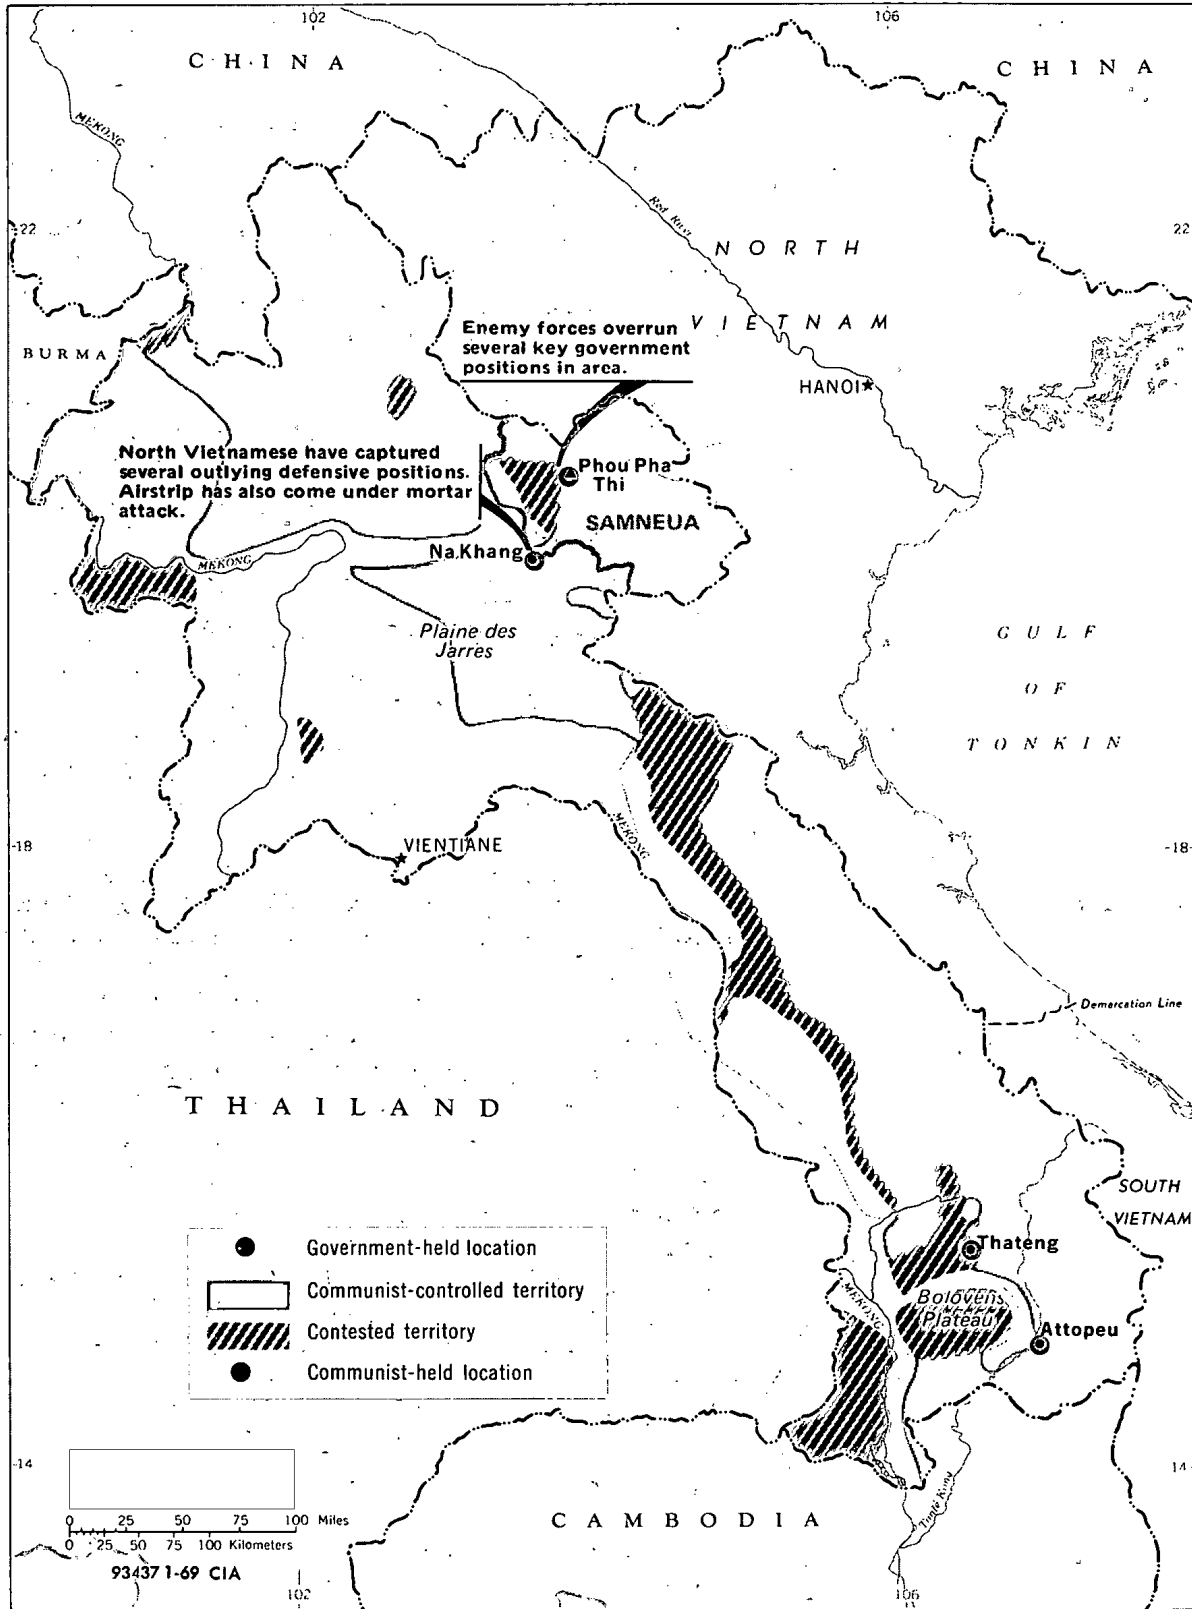 102
106
C H I N A
C H I N A
MEKONG
Red River
22
22
N O R T H
V I E T N A M
BURMA
Enemy forces overrun
several key government
positions in area.
HANOI
North Vietnamese have captured
several outlying defensive positions.
Airstrip has also come under mortar
attack.
Phou Pha
Thi
SAMNEUA
Na Khang
MEKONG
Plaine des
Jarres
G U L F
O F
T O N K I N
MEKONG
18
VIENTIANE
18
Demarcation Line
T H A I L A N D
SOUTH
VIETNAM
Thateng
Government-held location
Communist-controlled territory
Contested territory
Communist-held location
MEKONG
Bolovens
Plateau
Attopeu
14
14
0 25 50 75 100 Miles
0 25 50 75 100 Kilometers
C A M B O D I A
93437 1-69 CIA
102
106